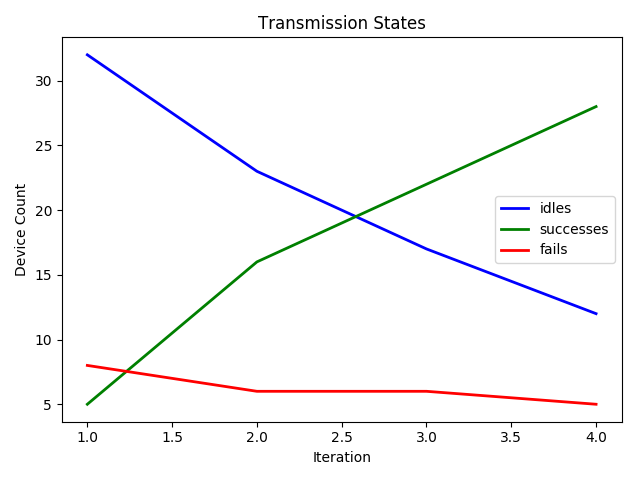 Transmission States
Device Count
30
25
20
15
10
5
idles
successes
fails
1.0 1.5 2.0 2.5 3.0 3.5 4.0
Iteration